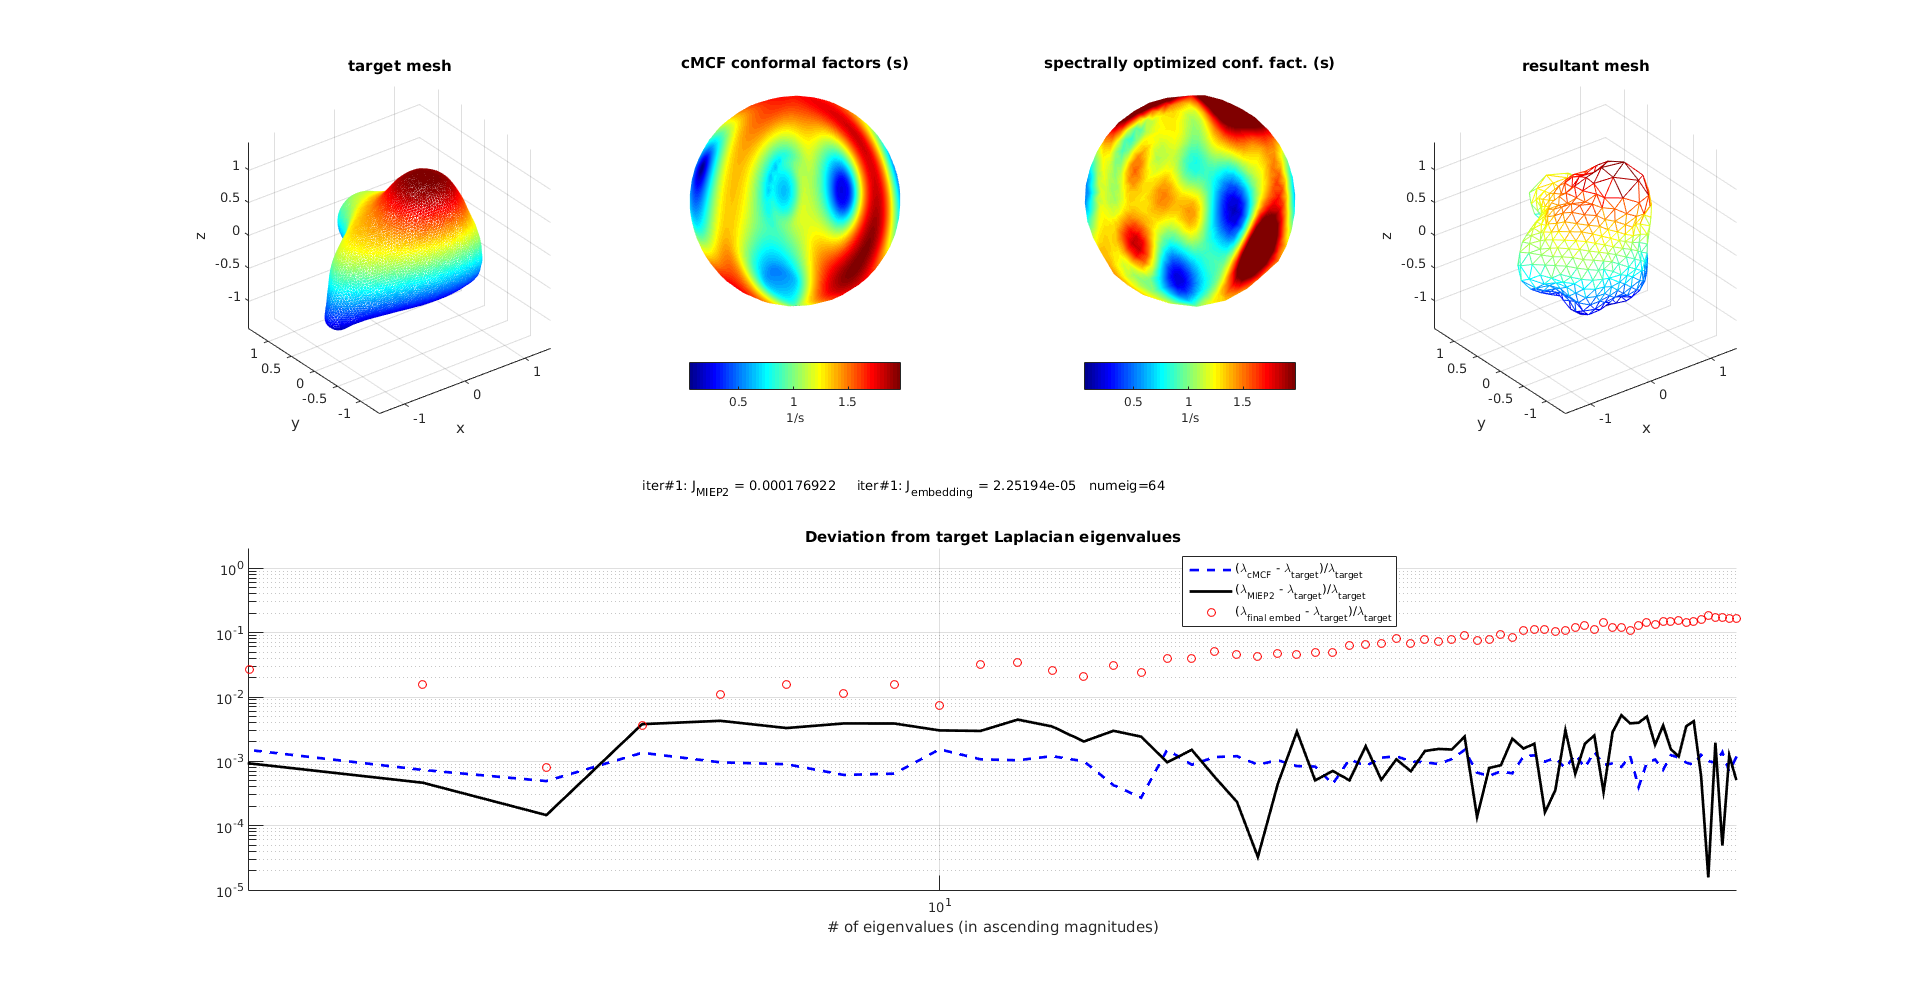 target mesh
cMCF conformal factors (s)
spectrally optimized conf. fact. (s)
resultant mesh
1
0.5
0
-0.5
-1
z
1
0.5
0
-0.5
-1
y
-1
0
1
x
0.5 1 1.5
1/s
0.5 1 1.5
1/s
1
0.5
0
-0.5
-1
z
1
0.5
0
-0.5
-1
y
-1
0
1
x
iter#1: J_MIEP2 = 0.000176922 iter#1: J_embedding = 2.25194e-05 numeig=64
Deviation from target Laplacian eigenvalues
(λ_cMCF - λ_target)/λ_target
(λ_MIEP2 - λ_target)/λ_target
(λ_final embed - λ_target)/λ_target
10^0
10^-1
10^-2
10^-3
10^-4
10^-5
10^1
# of eigenvalues (in ascending magnitudes)